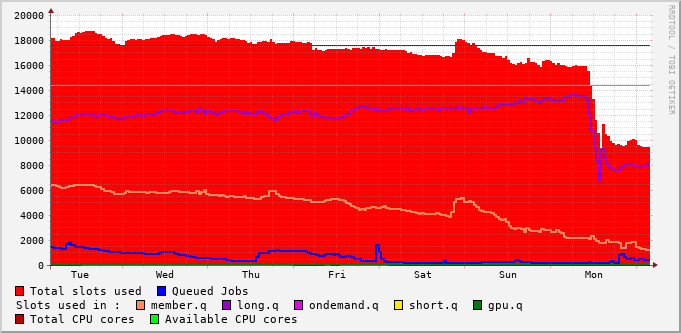 RRDTOOL / TOBI OETIKER
20000
18000
16000
14000
12000
10000
8000
6000
4000
2000
0
Tue Wed Thu Fri Sat Sun Mon
Total slots used Queued Jobs
Slots used in : member.q long.q ondemand.q short.q gpu.q
Total CPU cores Available CPU cores